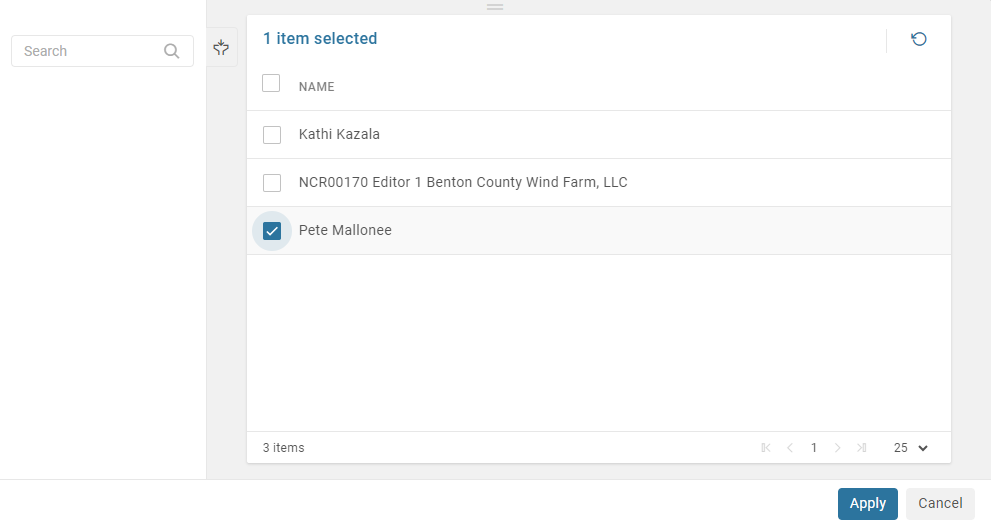 Search
1 item selected
NAME
Kathi Kazala
NCR00170 Editor 1 Benton County Wind Farm, LLC
Pete Mallonee
3 items
1
25
Apply
Cancel